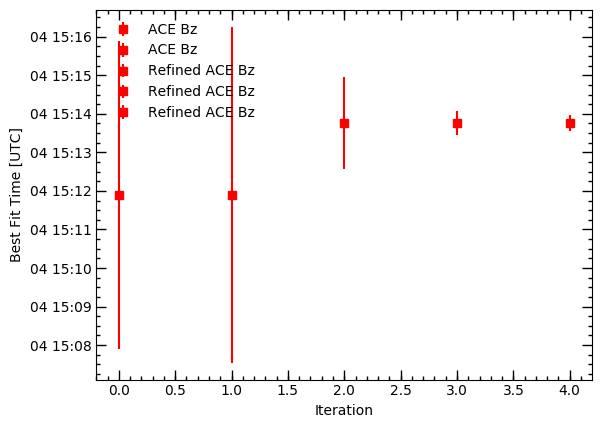 ACE Bz
ACE Bz
Refined ACE Bz
Refined ACE Bz
Refined ACE Bz
Best Fit Time [UTC]
04 15:16
04 15:15
04 15:14
04 15:13
04 15:12
04 15:11
04 15:10
04 15:09
04 15:08
0.0 0.5 1.0 1.5 2.0 2.5 3.0 3.5 4.0
Iteration